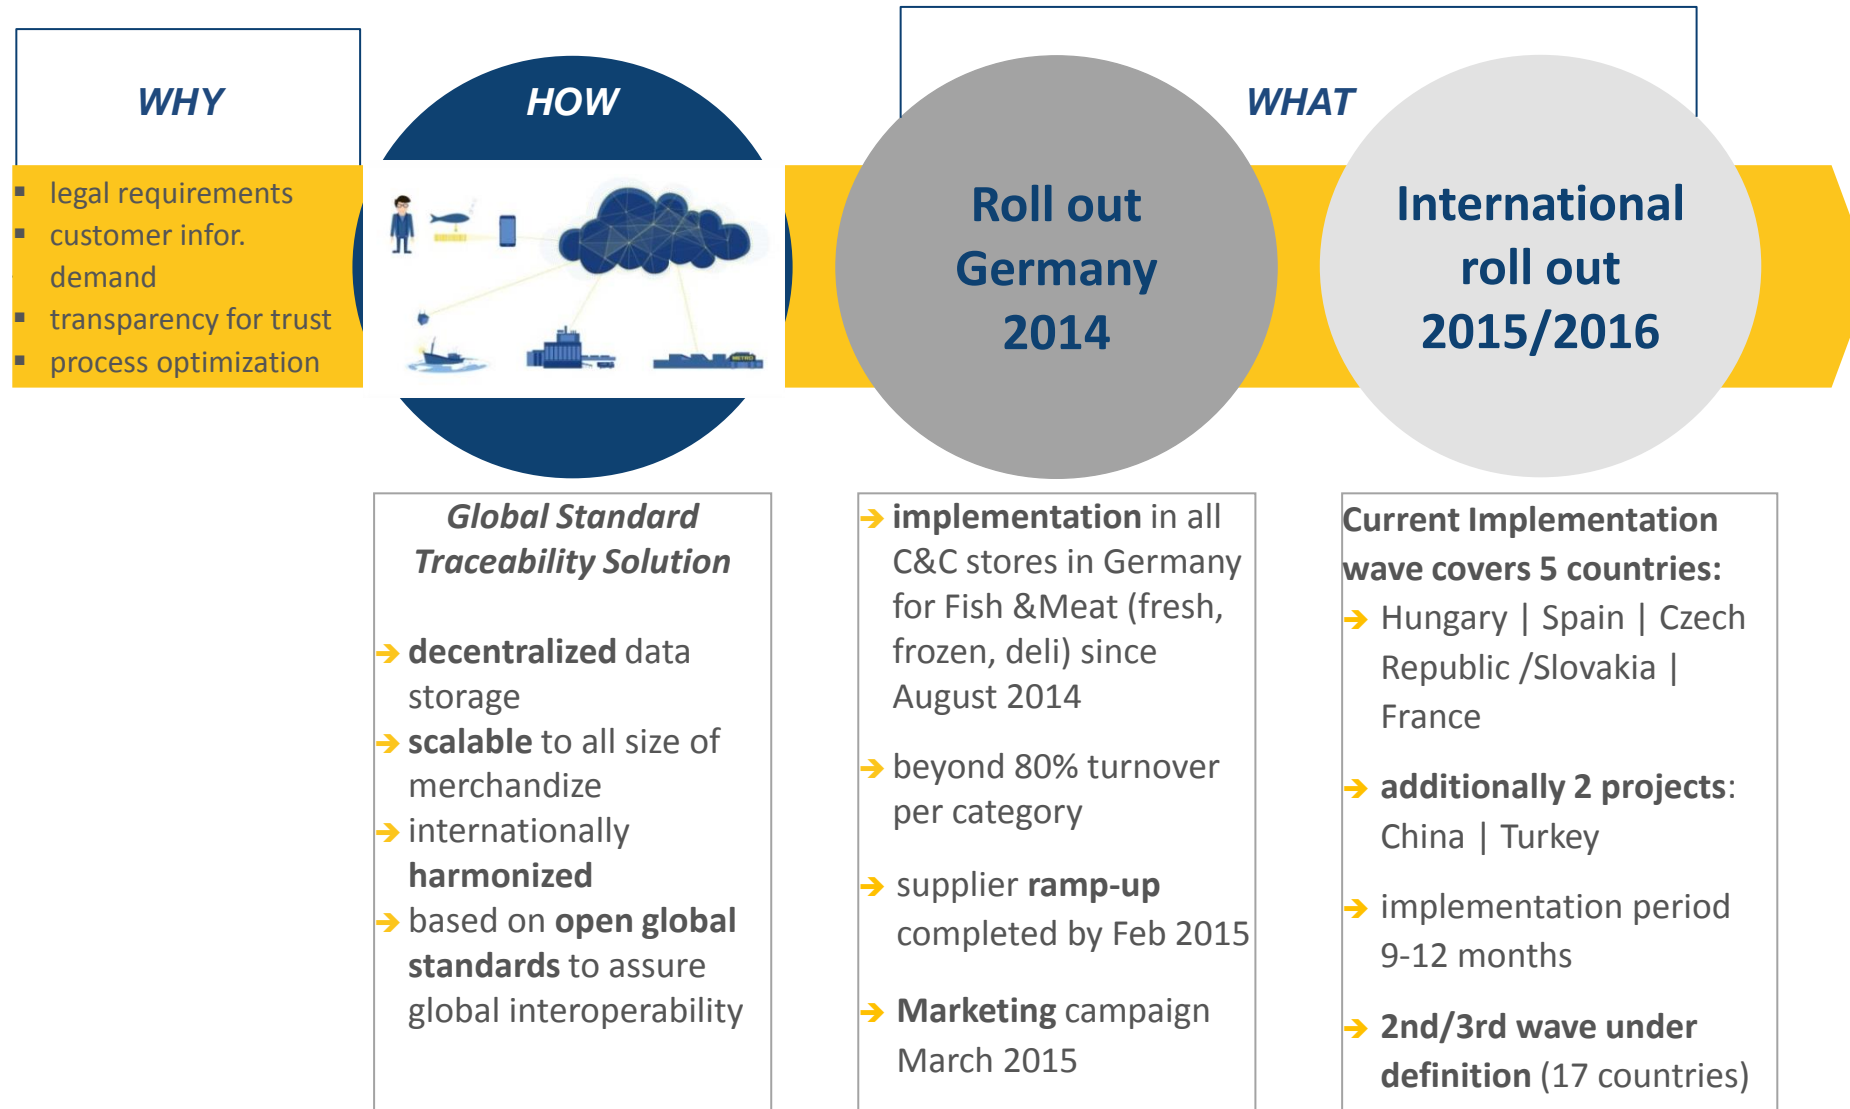 WHY
▪ legal requirements
▪ customer infor.
demand
▪ transparency for trust
▪ process optimization
HOW
METRO
Global Standard
Traceability Solution
➔ decentralized data
storage
➔ scalable to all size of
merchandize
➔ internationally
harmonized
➔ based on open global
standards to assure
global interoperability
WHAT
Roll out
Germany
2014
➔ implementation in all
C&C stores in Germany
for Fish &Meat (fresh,
frozen, deli) since
August 2014
➔ beyond 80% turnover
per category
➔ supplier ramp-up
completed by Feb 2015
➔ Marketing campaign
March 2015
International
roll out
2015/2016
Current Implementation
wave covers 5 countries:
➔ Hungary | Spain | Czech
Republic /Slovakia |
France
➔ additionally 2 projects:
China | Turkey
➔ implementation period
9-12 months
➔ 2nd/3rd wave under
definition (17 countries)